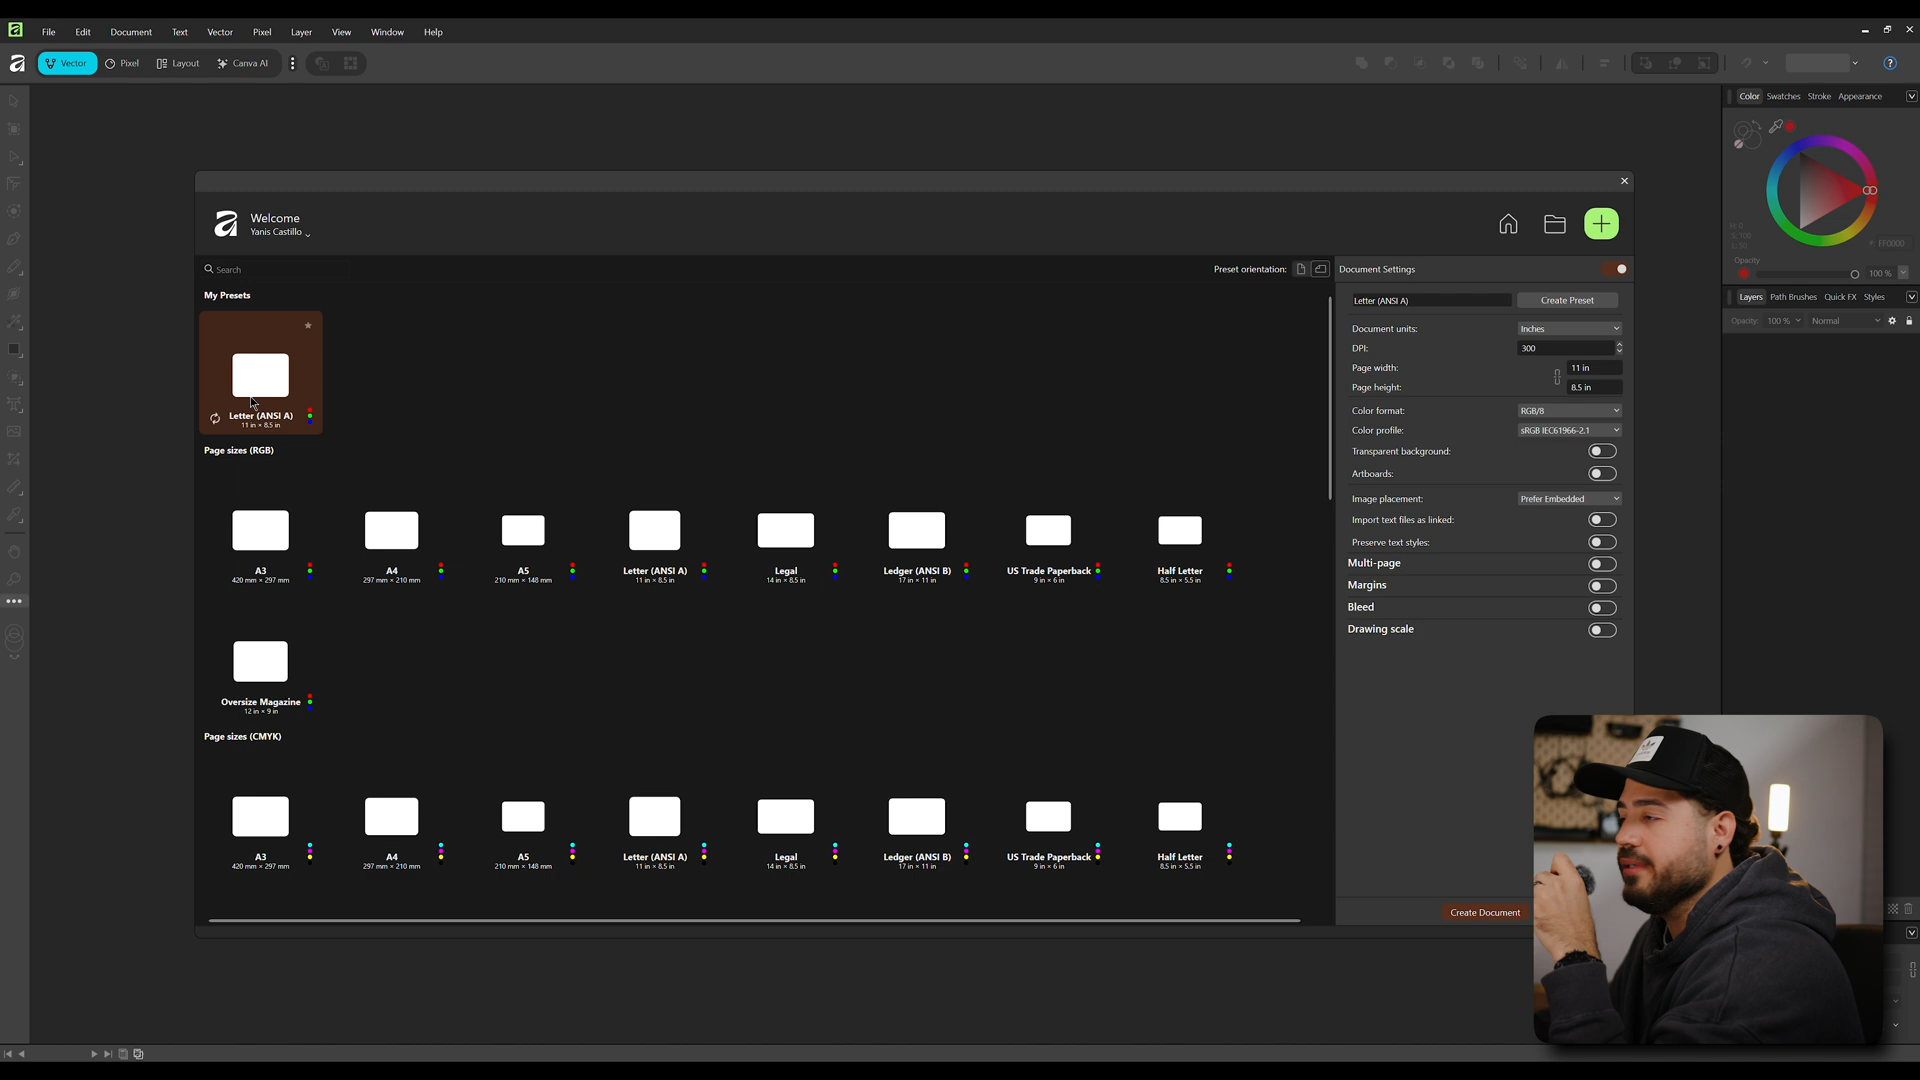 File Edit Document Text Vector Pixel Layer View Window Help
Vector Pixel Layout Canva AI
Color Swatches Stroke Appearance
H: 0
S: 100
L: 50
# FF0000
Opacity
100 %
Layers Path Brushes Quick FX Styles
Opacity: 100 % Normal
Welcome
Yanis Castillo
Search
Preset orientation:
My Presets
Letter (ANSI A)
11 in × 8.5 in
Page sizes (RGB)
A3 A4 A5 Letter (ANSI A) Legal Ledger (ANSI B) US Trade Paperback Half Letter
420 mm × 297 mm 297 mm × 210 mm 210 mm × 148 mm 11 in × 8.5 in 14 in × 8.5 in 17 in × 11 in 9 in × 6 in 8.5 in × 5.5 in
Oversize Magazine
12 in × 9 in
Page sizes (CMYK)
A3 A4 A5 Letter (ANSI A) Legal Ledger (ANSI B) US Trade Paperback Half Letter
420 mm × 297 mm 297 mm × 210 mm 210 mm × 148 mm 11 in × 8.5 in 14 in × 8.5 in 17 in × 11 in 9 in × 6 in 8.5 in × 5.5 in
Document Settings
Letter (ANSI A) Create Preset
Document units: Inches
DPI: 300
Page width: 11 in
Page height: 8.5 in
Color format: RGB/8
Color profile: sRGB IEC61966-2.1
Transparent background:
Artboards:
Image placement: Prefer Embedded
Import text files as linked:
Preserve text styles:
Multi-page
Margins
Bleed
Drawing scale
Create Document